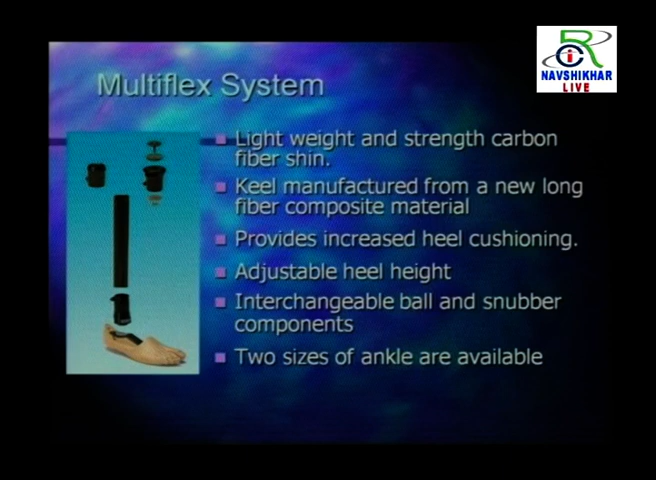 NAVSHIKHAR
LIVE
Multiflex System
Light weight and strength carbon
fiber shin.
Keel manufactured from a new long
fiber composite material
Provides increased heel cushioning.
Adjustable heel height
Interchangeable ball and snubber
components
Two sizes of ankle are available